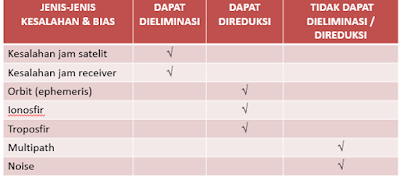 JENIS-JENIS KESALAHAN & BIAS | DAPAT DIELIMINASI | DAPAT DIREDUKSI | TIDAK DAPAT DIELIMINASI / DIREDUKSI
Kesalahan jam satelit √
Kesalahan jam receiver √
Orbit (ephemeris) √
Ionosfir √
Troposfir √
Multipath √
Noise √